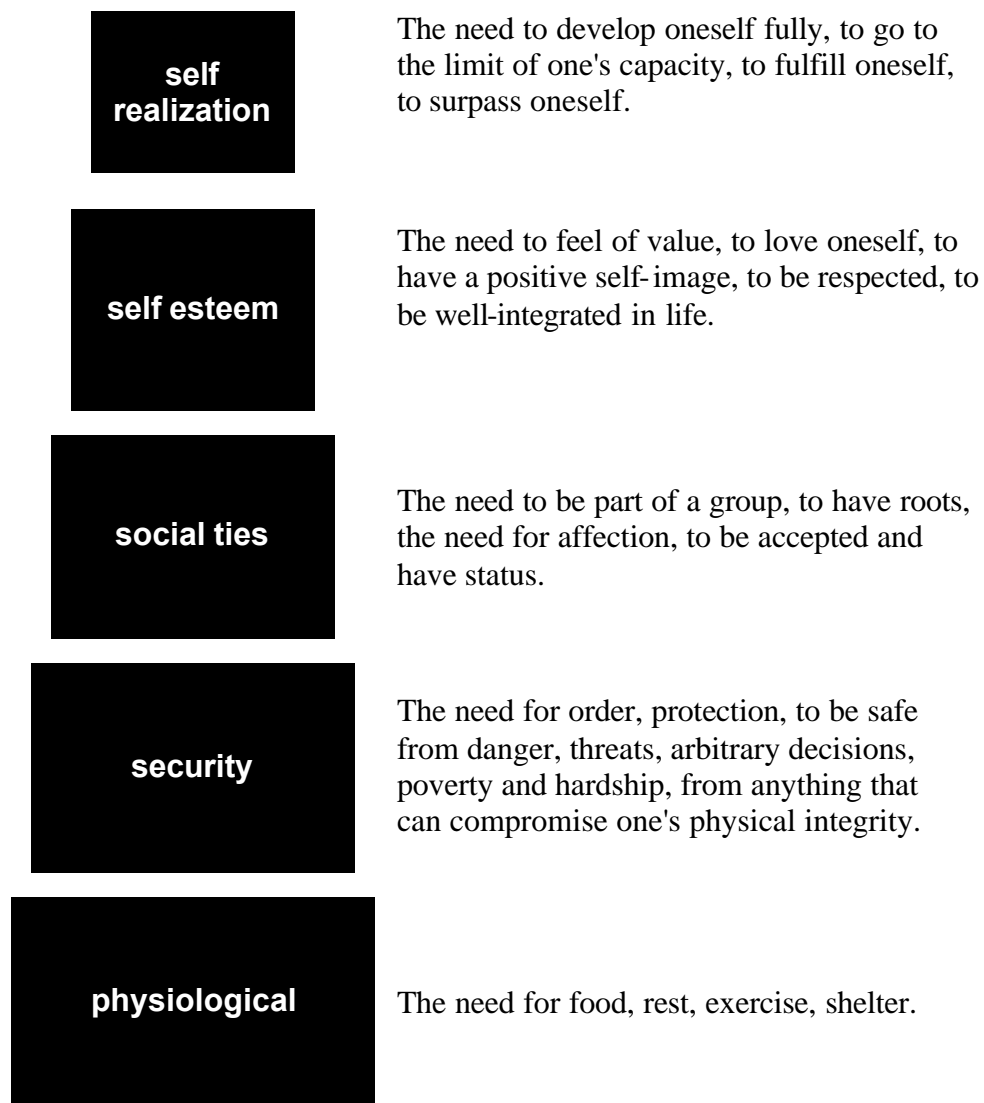 self
realization
The need to develop oneself fully, to go to
the limit of one's capacity, to fulfill oneself,
to surpass oneself.
self esteem
The need to feel of value, to love oneself, to
have a positive self-image, to be respected, to
be well-integrated in life.
social ties
The need to be part of a group, to have roots,
the need for affection, to be accepted and
have status.
security
The need for order, protection, to be safe
from danger, threats, arbitrary decisions,
poverty and hardship, from anything that
can compromise one's physical integrity.
physiological
The need for food, rest, exercise, shelter.